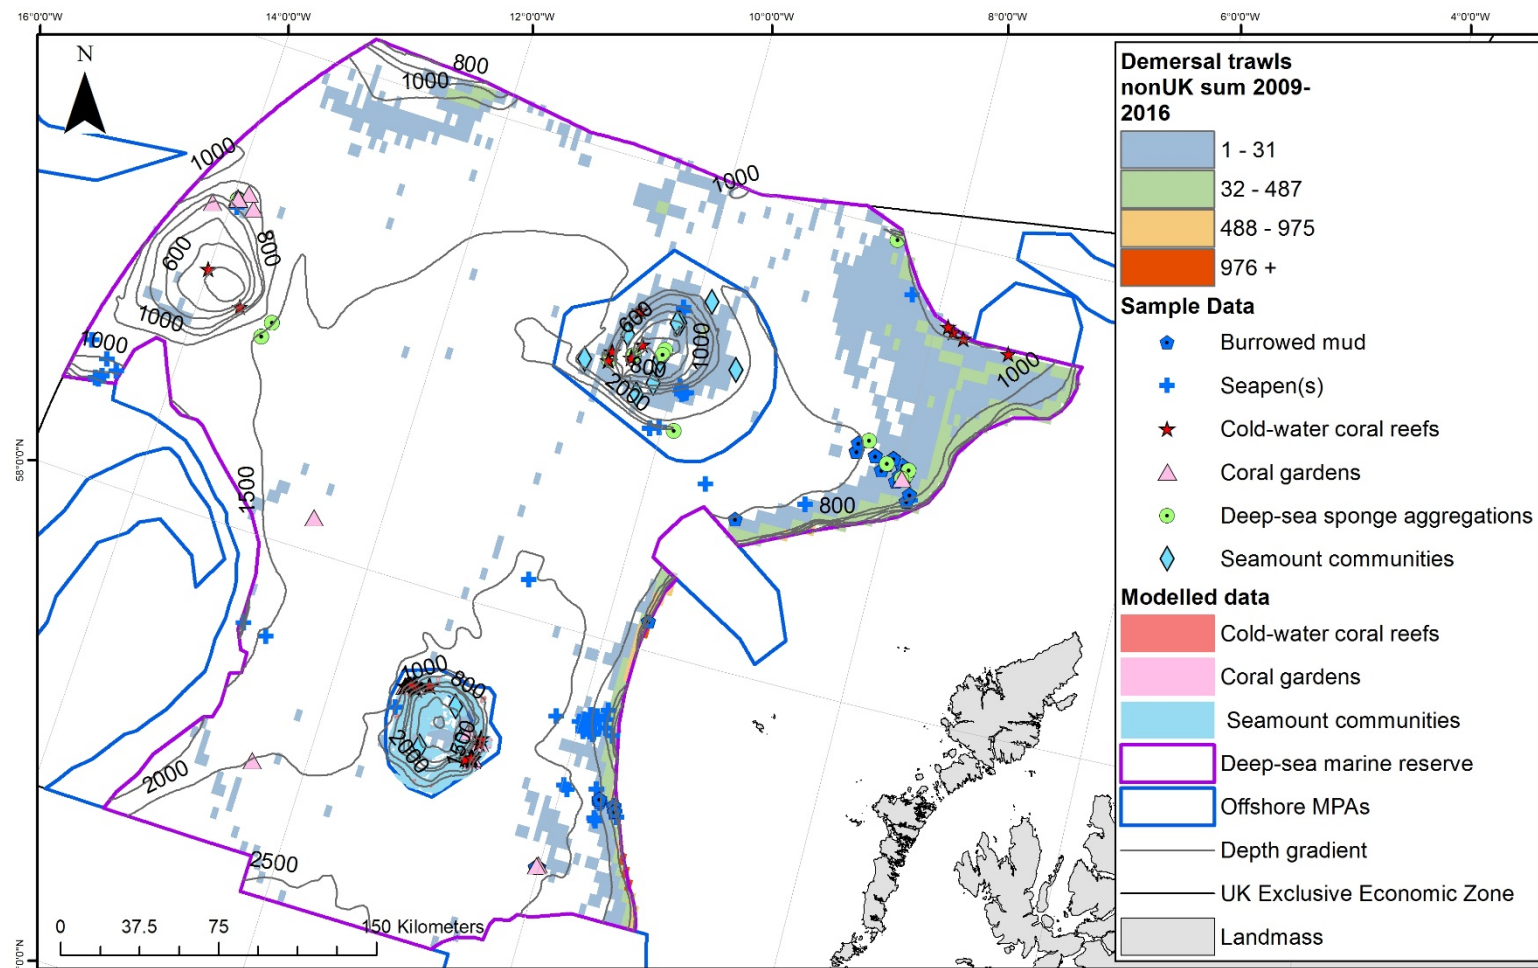 16°0'0"W 14°0'0"W 12°0'0"W 10°0'0"W 8°0'0"W 6°0'0"W 4°0'0"W
N
800
1000
1000
1000
600
800
1000
1000
600
1000
800
2000
1000
58°0'0"N
1500
800
1000
800
1500
2000
2000
2500
0 37.5 75 150 Kilometers
Demersal trawls
nonUK sum 2009-
2016
1 - 31
32 - 487
488 - 975
976 +
Sample Data
Burrowed mud
Seapen(s)
Cold-water coral reefs
Coral gardens
Deep-sea sponge aggregations
Seamount communities
Modelled data
Cold-water coral reefs
Coral gardens
Seamount communities
Deep-sea marine reserve
Offshore MPAs
Depth gradient
UK Exclusive Economic Zone
Landmass